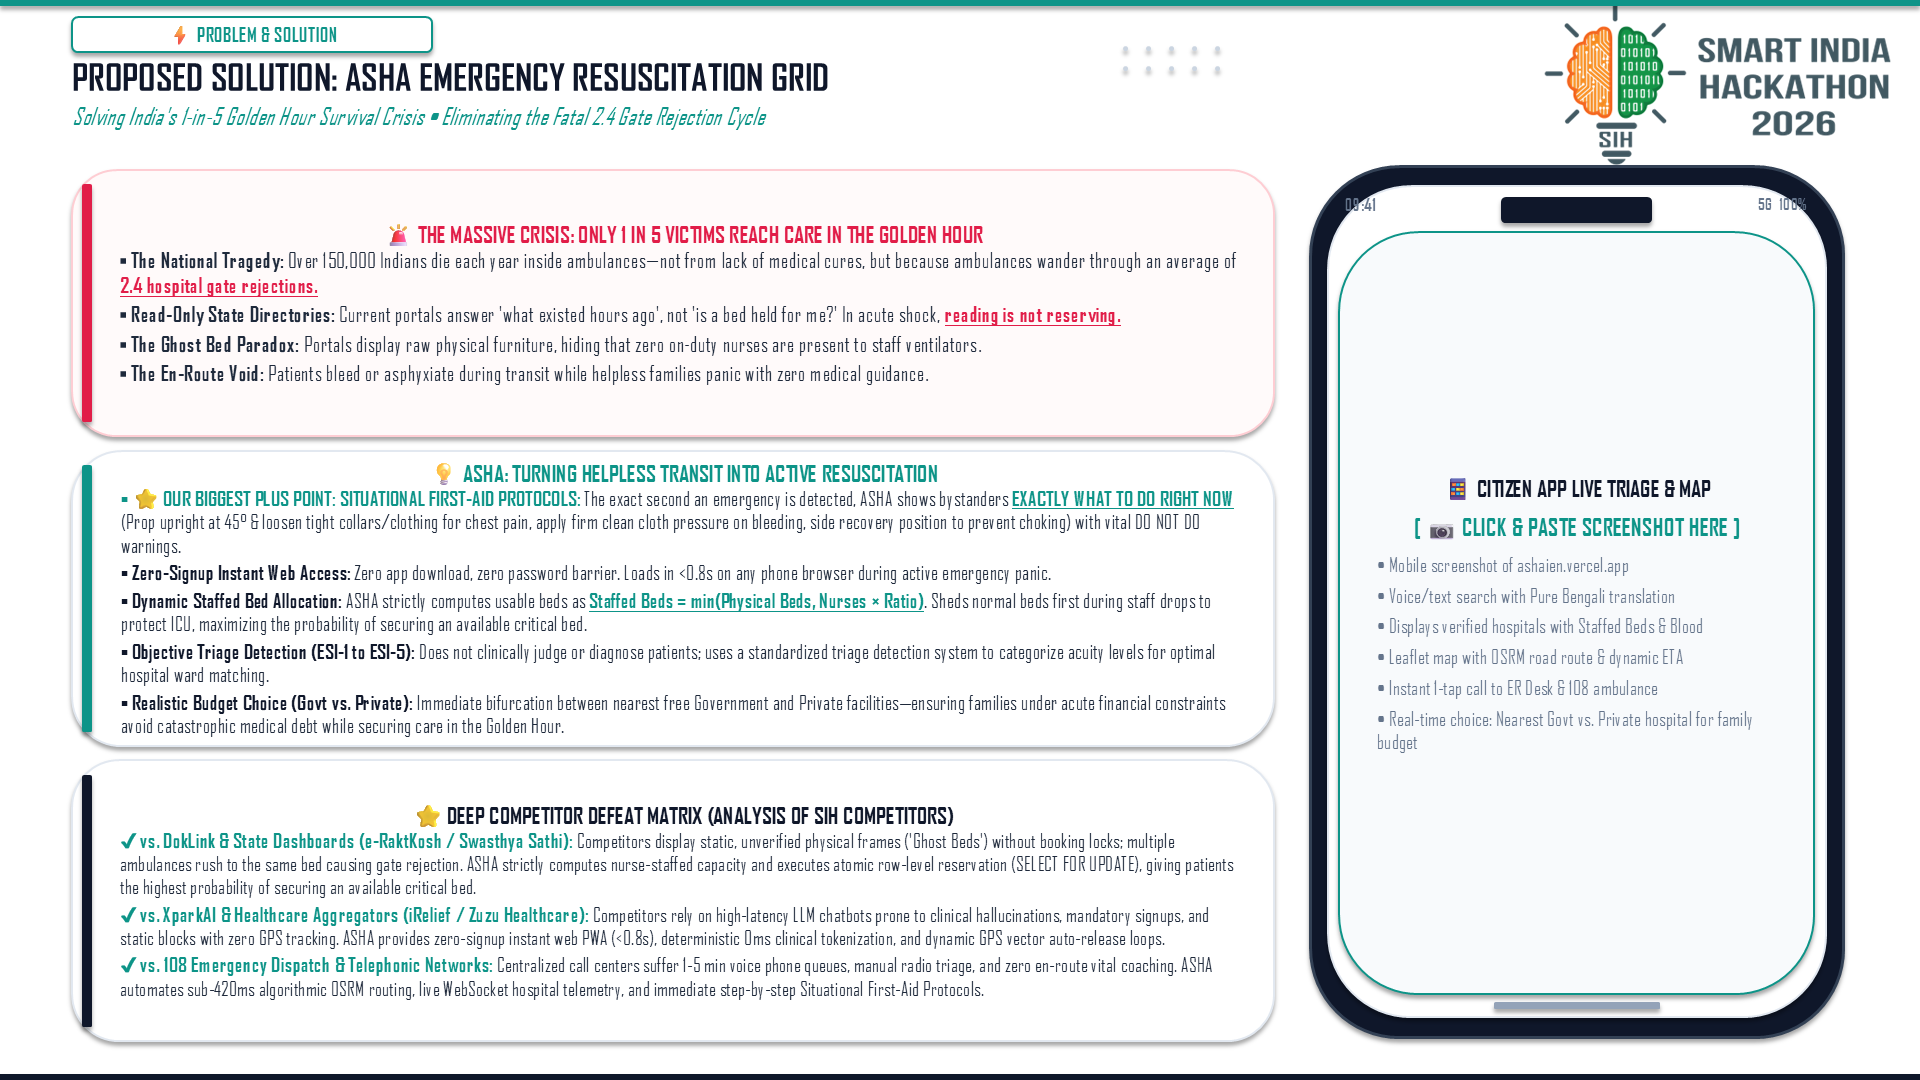 ⚡ PROBLEM & SOLUTION
PROPOSED SOLUTION: ASHA EMERGENCY RESUSCITATION GRID
Solving India's 1-in-5 Golden Hour Survival Crisis • Eliminating the Fatal 2.4 Gate Rejection Cycle
SMART INDIA
HACKATHON
2026
SIH
🚨 THE MASSIVE CRISIS: ONLY 1 IN 5 VICTIMS REACH CARE IN THE GOLDEN HOUR
▪ The National Tragedy: Over 150,000 Indians die each year inside ambulances—not from lack of medical cures, but because ambulances wander through an average of
2.4 hospital gate rejections.
▪ Read-Only State Directories: Current portals answer 'what existed hours ago', not 'is a bed held for me?' In acute shock, reading is not reserving.
▪ The Ghost Bed Paradox: Portals display raw physical furniture, hiding that zero on-duty nurses are present to staff ventilators.
▪ The En-Route Void: Patients bleed or asphyxiate during transit while helpless families panic with zero medical guidance.
💡 ASHA: TURNING HELPLESS TRANSIT INTO ACTIVE RESUSCITATION
▪ ⭐ OUR BIGGEST PLUS POINT: SITUATIONAL FIRST-AID PROTOCOLS: The exact second an emergency is detected, ASHA shows bystanders EXACTLY WHAT TO DO RIGHT NOW
(Prop upright at 45° & loosen tight collars/clothing for chest pain, apply firm clean cloth pressure on bleeding, side recovery position to prevent choking) with vital DO NOT DO
warnings.
▪ Zero-Signup Instant Web Access: Zero app download, zero password barrier. Loads in <0.8s on any phone browser during active emergency panic.
▪ Dynamic Staffed Bed Allocation: ASHA strictly computes usable beds as Staffed Beds = min(Physical Beds, Nurses × Ratio). Sheds normal beds first during staff drops to
protect ICU, maximizing the probability of securing an available critical bed.
▪ Objective Triage Detection (ESI-1 to ESI-5): Does not clinically judge or diagnose patients; uses a standardized triage detection system to categorize acuity levels for optimal
hospital ward matching.
▪ Realistic Budget Choice (Govt vs. Private): Immediate bifurcation between nearest free Government and Private facilities—ensuring families under acute financial constraints
avoid catastrophic medical debt while securing care in the Golden Hour.
⭐ DEEP COMPETITOR DEFEAT MATRIX (ANALYSIS OF SIH COMPETITORS)
✔ vs. DokLink & State Dashboards (e-RaktKosh / Swasthya Sathi): Competitors display static, unverified physical frames ('Ghost Beds') without booking locks; multiple
ambulances rush to the same bed causing gate rejection. ASHA strictly computes nurse-staffed capacity and executes atomic row-level reservation (SELECT FOR UPDATE), giving patients
the highest probability of securing an available critical bed.
✔ vs. XparkAI & Healthcare Aggregators (iRelief / Zuzu Healthcare): Competitors rely on high-latency LLM chatbots prone to clinical hallucinations, mandatory signups, and
static blocks with zero GPS tracking. ASHA provides zero-signup instant web PWA (<0.8s), deterministic 0ms clinical tokenization, and dynamic GPS vector auto-release loops.
✔ vs. 108 Emergency Dispatch & Telephonic Networks: Centralized call centers suffer 1-5 min voice phone queues, manual radio triage, and zero en-route vital coaching. ASHA
automates sub-420ms algorithmic OSRM routing, live WebSocket hospital telemetry, and immediate step-by-step Situational First-Aid Protocols.
09:41
5G 100%
📱 CITIZEN APP LIVE TRIAGE & MAP
[ 📷 CLICK & PASTE SCREENSHOT HERE ]
• Mobile screenshot of ashaien.vercel.app
• Voice/text search with Pure Bengali translation
• Displays verified hospitals with Staffed Beds & Blood
• Leaflet map with OSRM road route & dynamic ETA
• Instant 1-tap call to ER Desk & 108 ambulance
• Real-time choice: Nearest Govt vs. Private hospital for family
budget